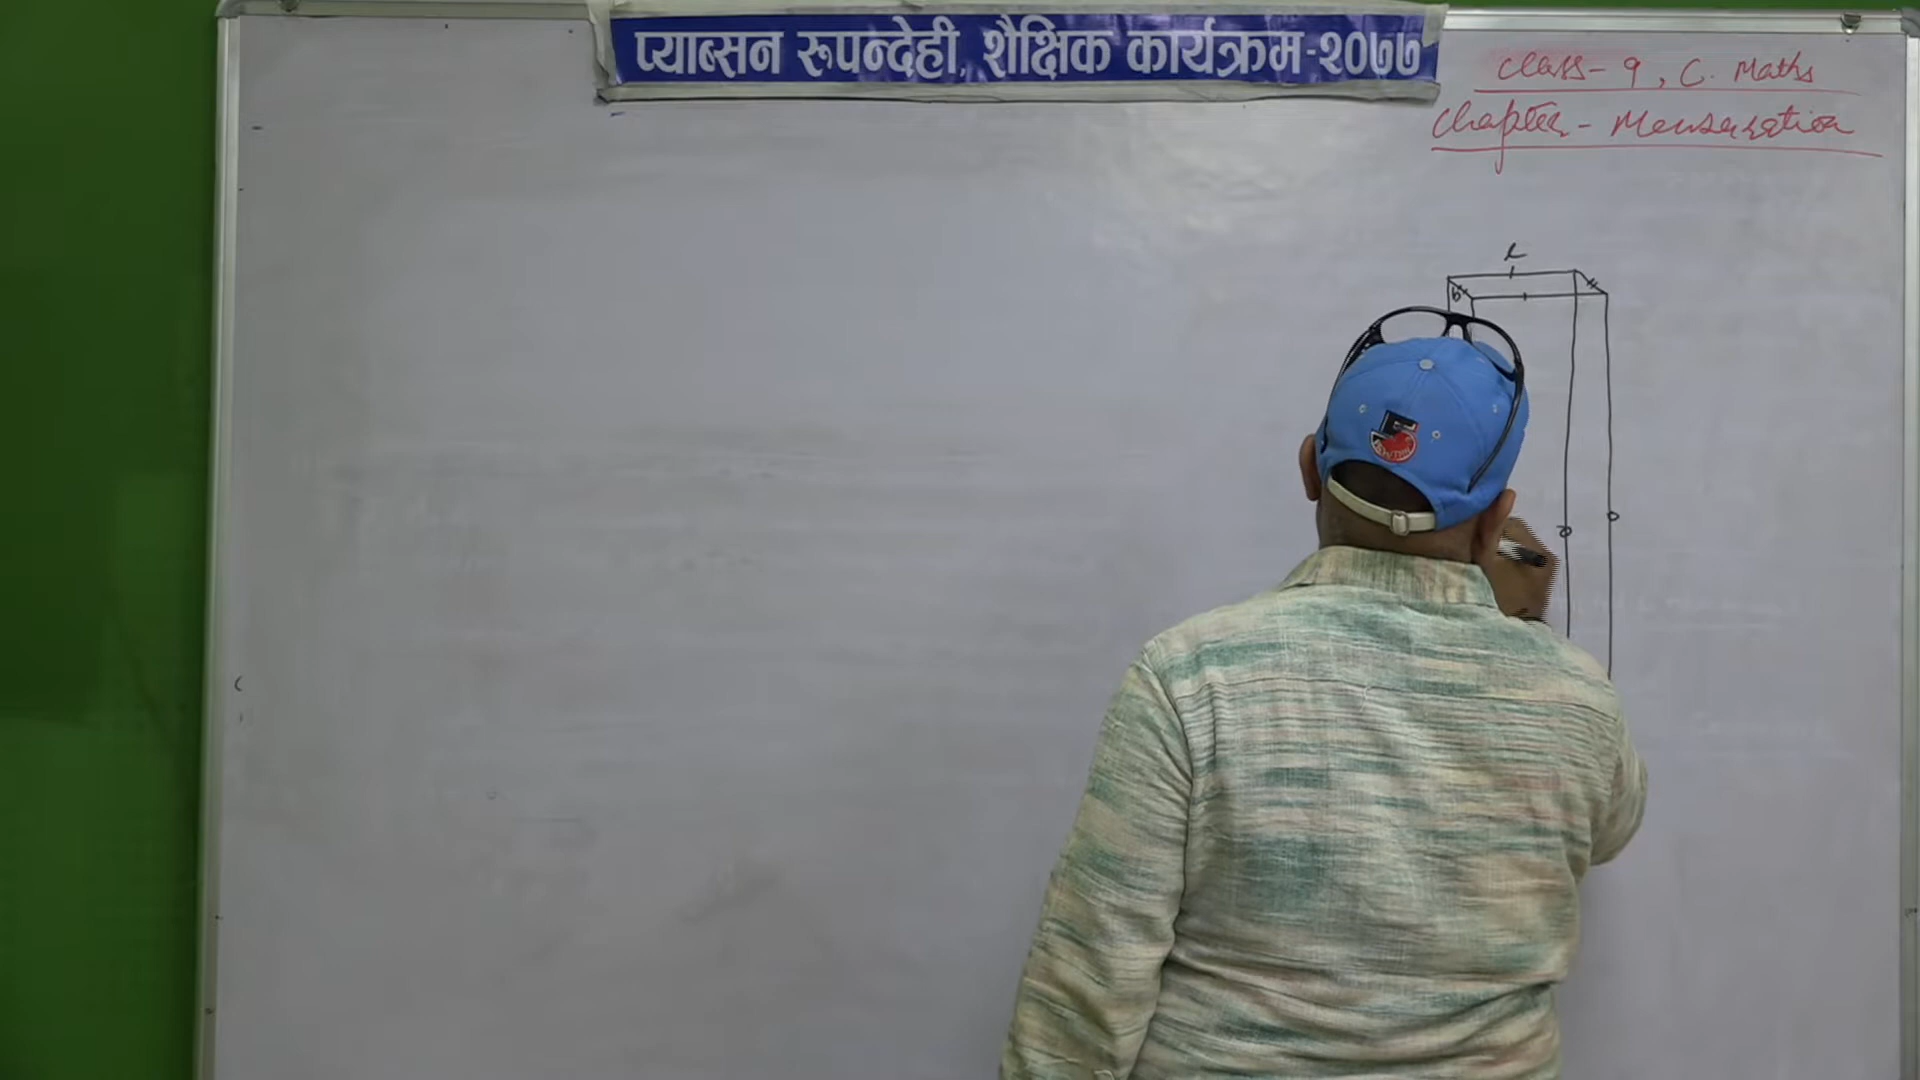 प्याब्सन रूपन्देही, शैक्षिक कार्यक्रम-२०७७
Class-9, C. Maths
Chapter - Mensuration
l
b